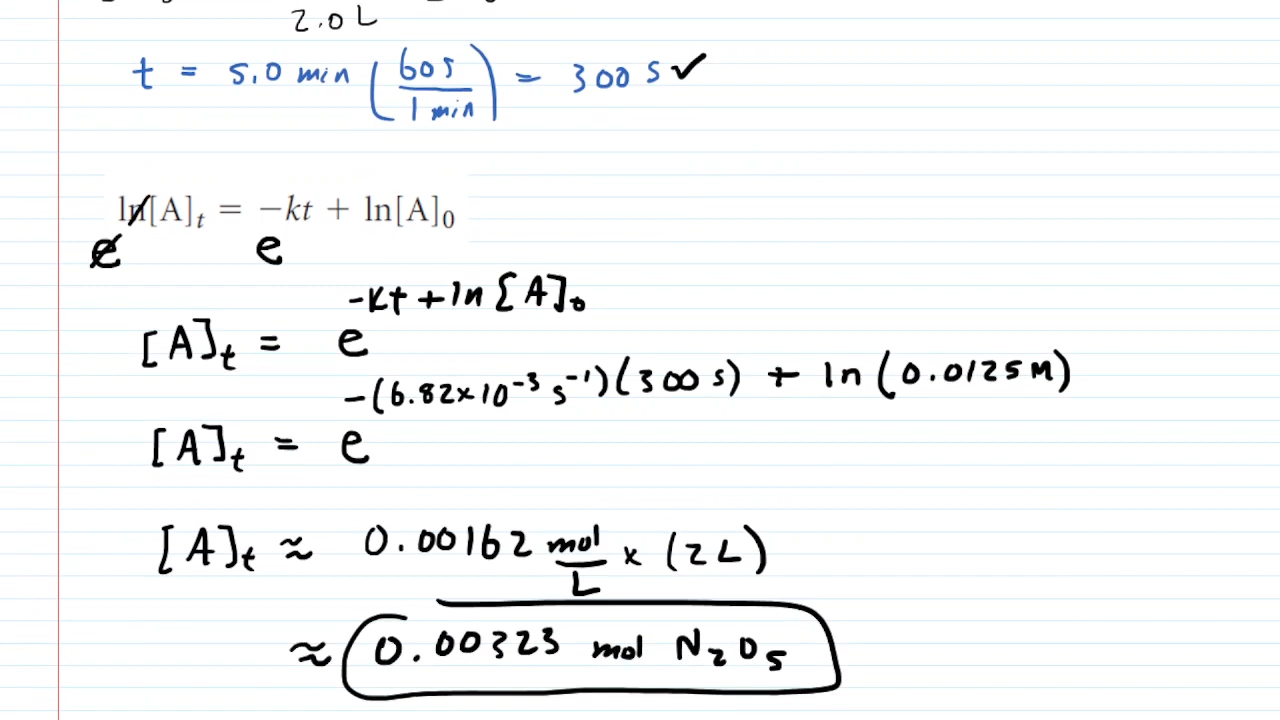 2.0 L
t = 5.0 min (60 s / 1 min) = 300 s ✓
ln[A]t = −kt + ln[A]0
e e
[A]t = e^(-kt + ln[A]0)
[A]t = e^(-(6.82×10^-3 s^-1)(300 s) + ln(0.0125 M))
[A]t ≈ 0.00162 mol/L × (2 L)
≈ 0.00323 mol N2O5